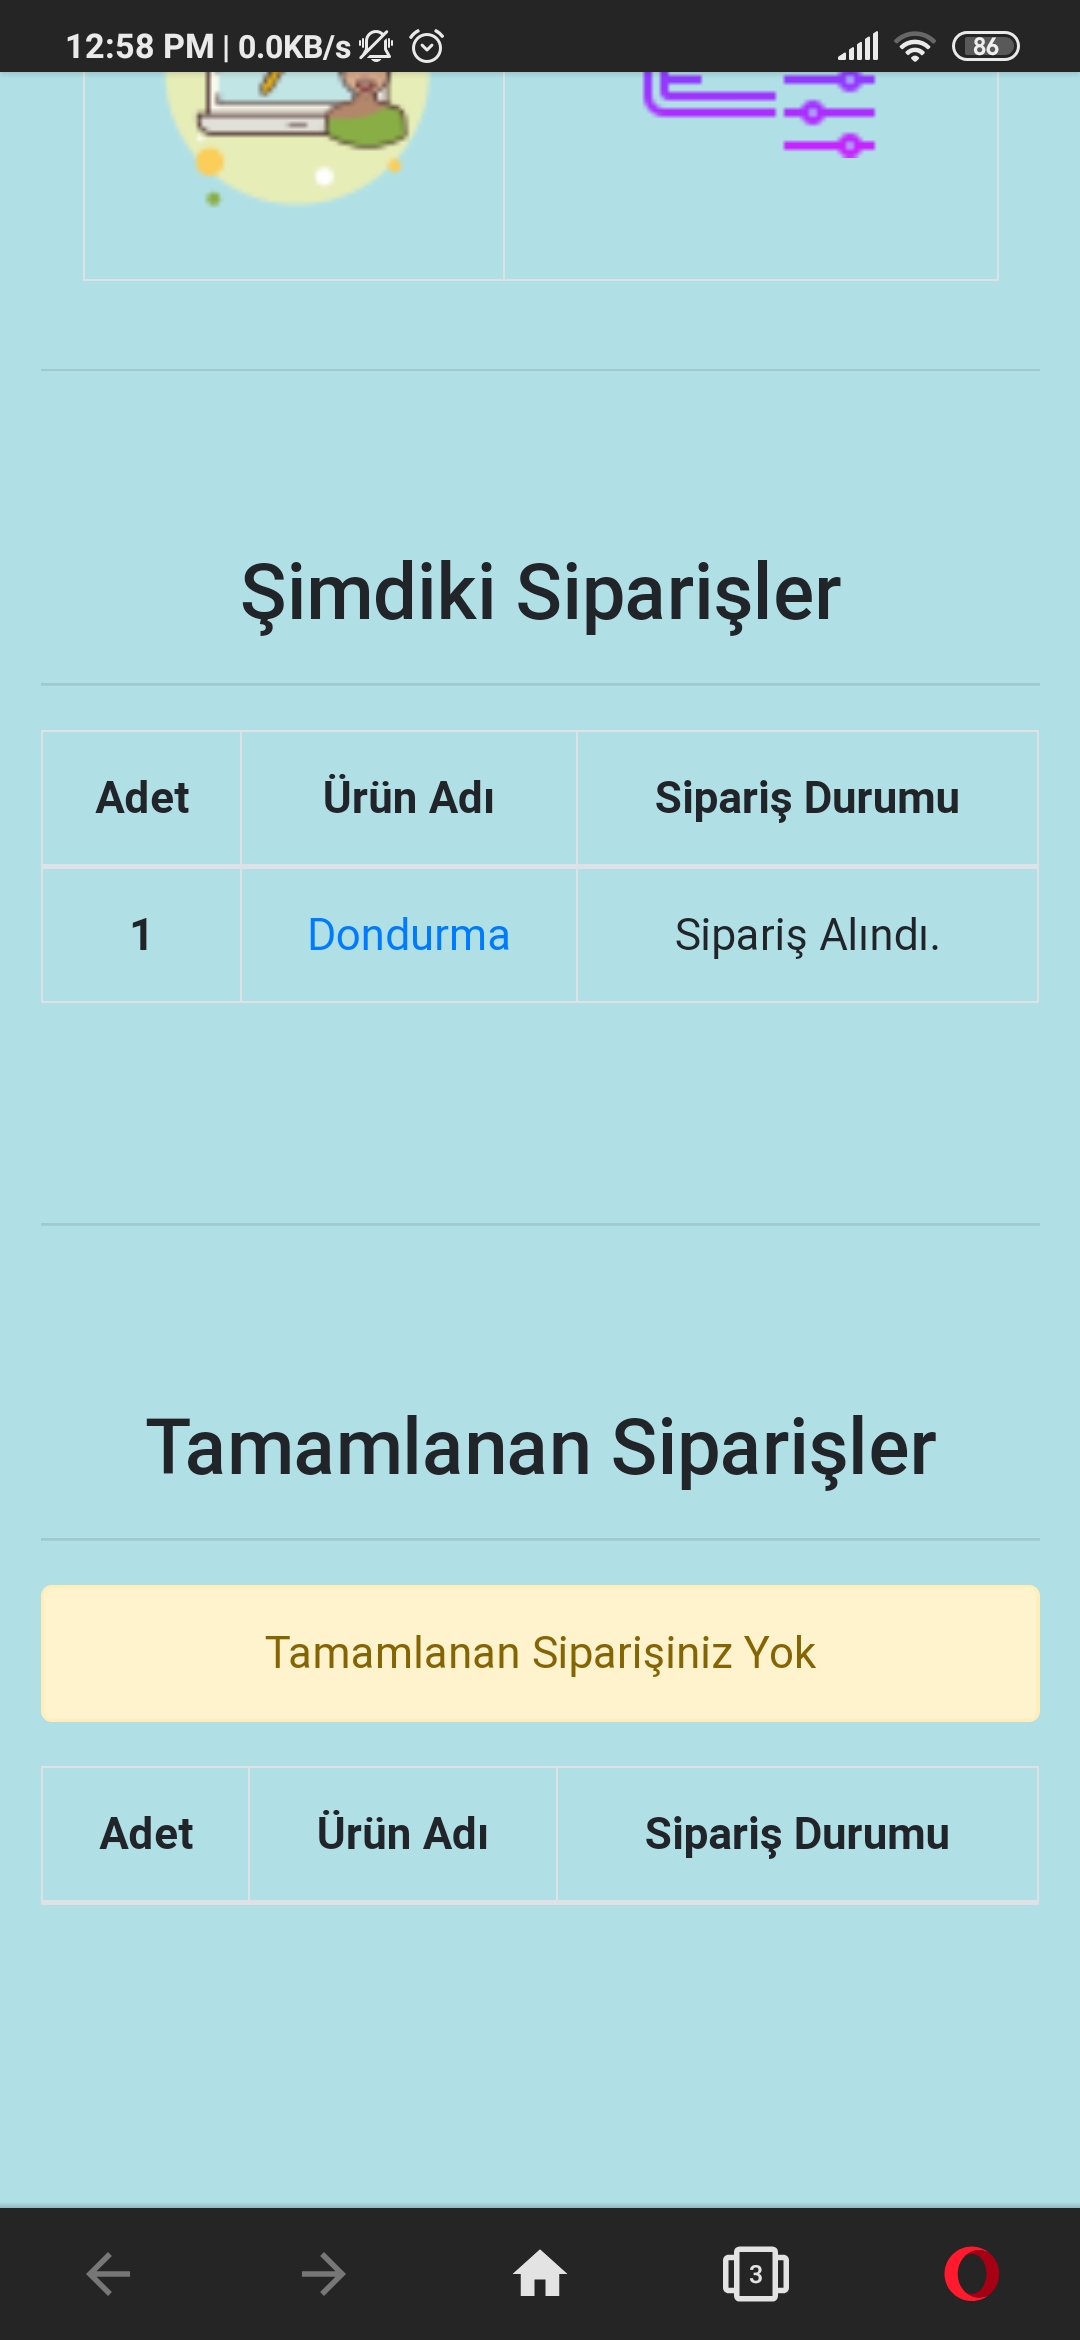 12:58 PM | 0.0KB/s
86
Şimdiki Siparişler
Adet Ürün Adı Sipariş Durumu
1 Dondurma Sipariş Alındı.
Tamamlanan Siparişler
Tamamlanan Siparişiniz Yok
Adet Ürün Adı Sipariş Durumu
3